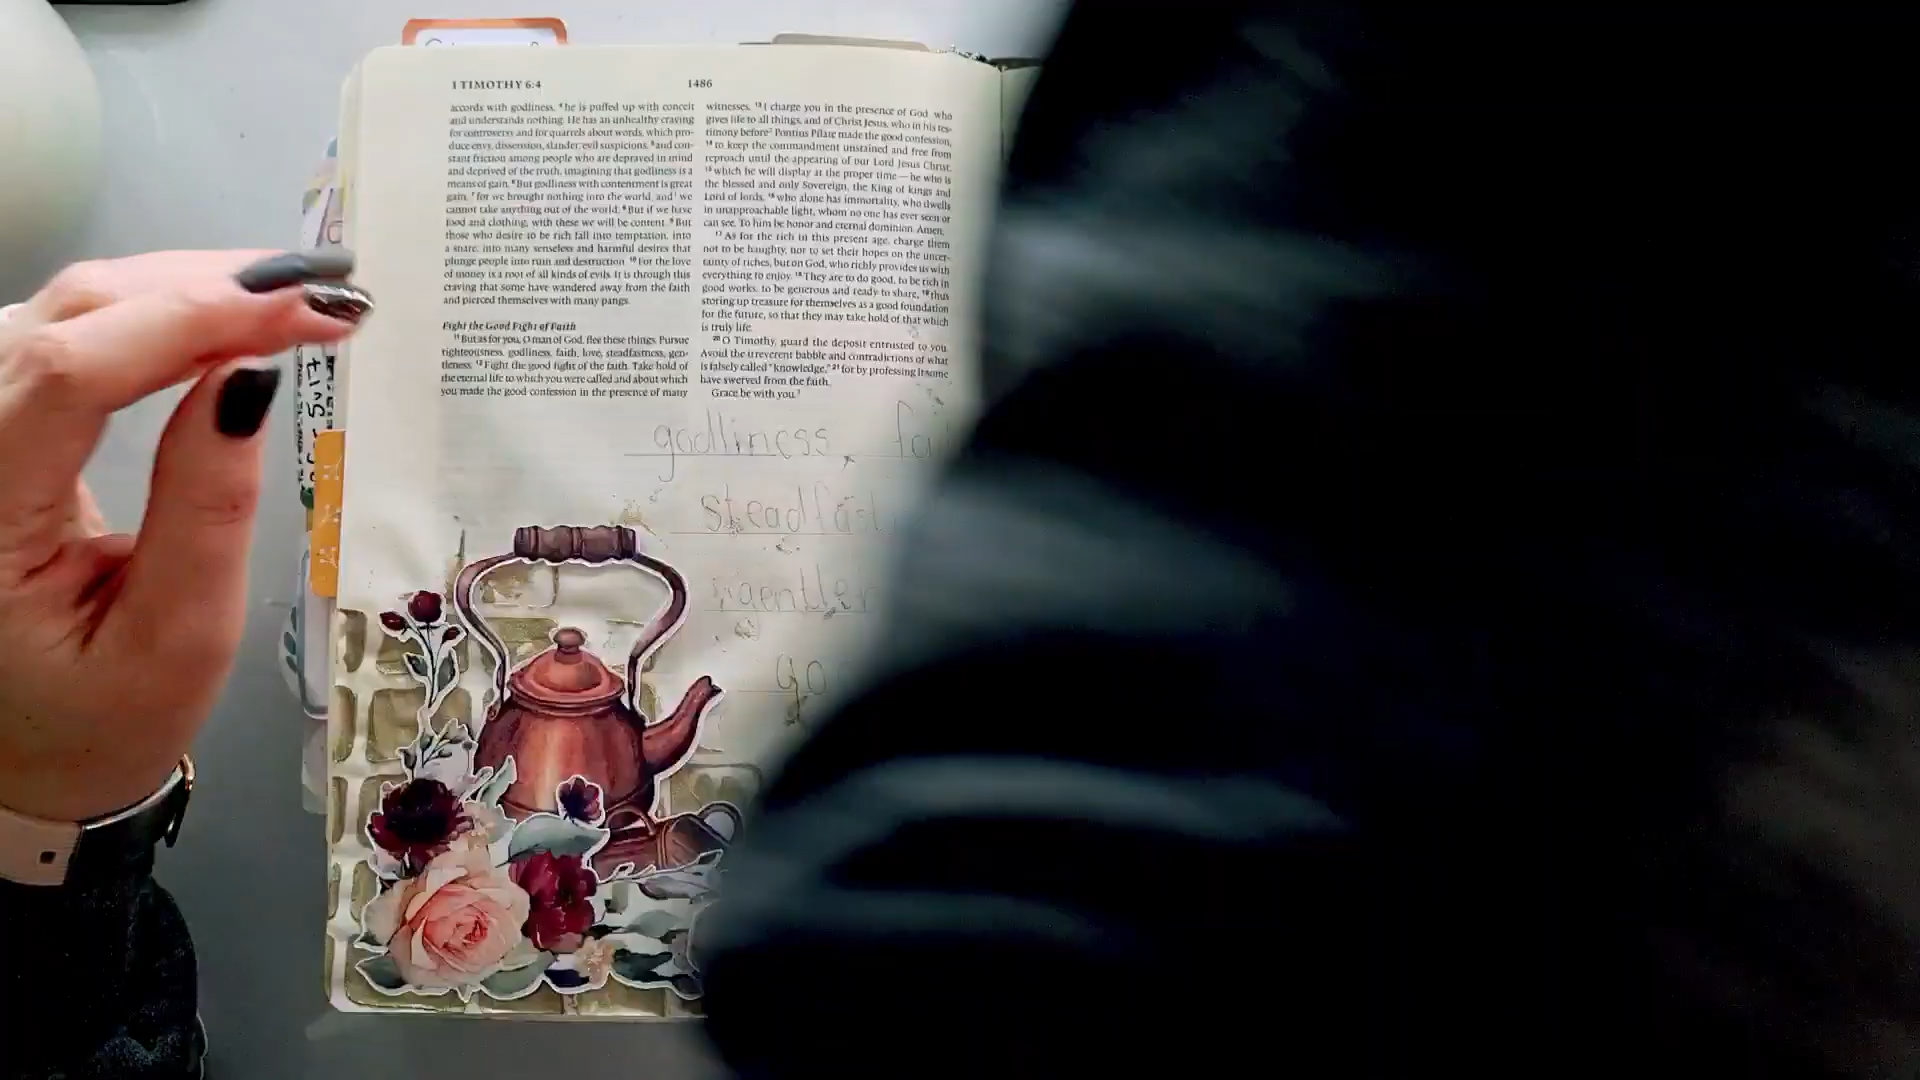 1 TIMOTHY 6:4
1486
accords with godliness, ⁴he is puffed up with conceit
and understands nothing. He has an unhealthy craving
for controversy and for quarrels about words, which pro-
duce envy, dissension, slander, evil suspicions, ⁵and con-
stant friction among people who are depraved in mind
and deprived of the truth, imagining that godliness is a
means of gain. ⁶But godliness with contentment is great
gain, ⁷for we brought nothing into the world, and¹ we
cannot take anything out of the world. ⁸But if we have
food and clothing, with these we will be content. ⁹But
those who desire to be rich fall into temptation, into
a snare, into many senseless and harmful desires that
plunge people into ruin and destruction. ¹⁰For the love
of money is a root of all kinds of evils. It is through this
craving that some have wandered away from the faith
and pierced themselves with many pangs.
Fight the Good Fight of Faith
¹¹But as for you, O man of God, flee these things. Pursue
righteousness, godliness, faith, love, steadfastness, gen-
tleness. ¹²Fight the good fight of the faith. Take hold of
the eternal life to which you were called and about which
you made the good confession in the presence of many
witnesses. ¹³I charge you in the presence of God, who
gives life to all things, and of Christ Jesus, who in his tes-
timony before² Pontius Pilate made the good confession,
¹⁴to keep the commandment unstained and free from
reproach until the appearing of our Lord Jesus Christ,
¹⁵which he will display at the proper time—he who is
the blessed and only Sovereign, the King of kings and
Lord of lords, ¹⁶who alone has immortality, who dwells
in unapproachable light, whom no one has ever seen or
can see. To him be honor and eternal dominion. Amen.
¹⁷As for the rich in this present age, charge them
not to be haughty, nor to set their hopes on the uncer-
tainty of riches, but on God, who richly provides us with
everything to enjoy. ¹⁸They are to do good, to be rich in
good works, to be generous and ready to share, ¹⁹thus
storing up treasure for themselves as a good foundation
for the future, so that they may take hold of that which
is truly life.
²⁰O Timothy, guard the deposit entrusted to you.
Avoid the irreverent babble and contradictions of what
is falsely called "knowledge," ²¹for by professing it some
have swerved from the faith.
Grace be with you.³
godliness, fai
steadfast
gentler
go